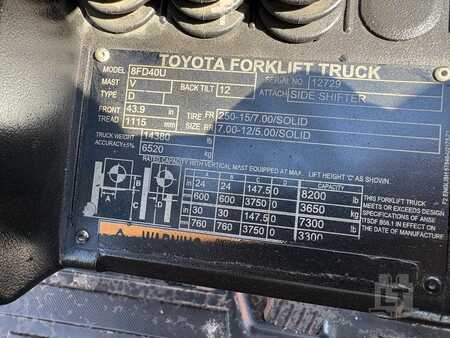 TOYOTA FORKLIFT TRUCK
MODEL 8FD40U SERIAL NO. 12729
MAST V BACK TILT 12 ATTACH SIDE SHIFTER
TYPE D
FRONT TREAD 43.9 in TIRE FR 250-15/7.00/SOLID
1115 mm SIZE RR 7.00-12/5.00/SOLID
TRUCK WEIGHT 14380 lb
ACCURACY±5% 6520 kg
RATED CAPACITY WITH VERTICAL MAST EQUIPPED AT MAX. LIFT HEIGHT 'C' AS SHOWN.
A B C CAPACITY
in 24 24 147.5 0 8200 lb
mm 600 600 3750 0 3650 kg
in 30 30 147.5 0 7300 lb
mm 760 760 3750 0 3300
THIS FORKLIFT TRUCK
MEETS OR EXCEEDS DESIGN
SPECIFICATIONS OF ANSI
ITSDF B56.1 IN EFFECT ON
THE DATE OF MANUFACTURE
WARNING